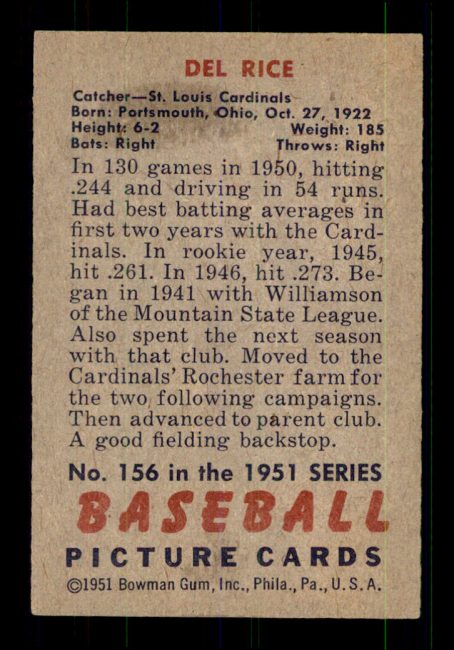 DEL RICE
Catcher—St. Louis Cardinals
Born: Portsmouth, Ohio, Oct. 27, 1922
Height: 6-2 Weight: 185
Bats: Right Throws: Right
In 130 games in 1950, hitting
.244 and driving in 54 runs.
Had best batting averages in
first two years with the Card-
inals. In rookie year, 1945,
hit .261. In 1946, hit .273. Be-
gan in 1941 with Williamson
of the Mountain State League.
Also spent the next season
with that club. Moved to the
Cardinals' Rochester farm for
the two following campaigns.
Then advanced to parent club.
A good fielding backstop.
No. 156 in the 1951 SERIES
BASEBALL
PICTURE CARDS
©1951 Bowman Gum, Inc., Phila., Pa., U.S.A.